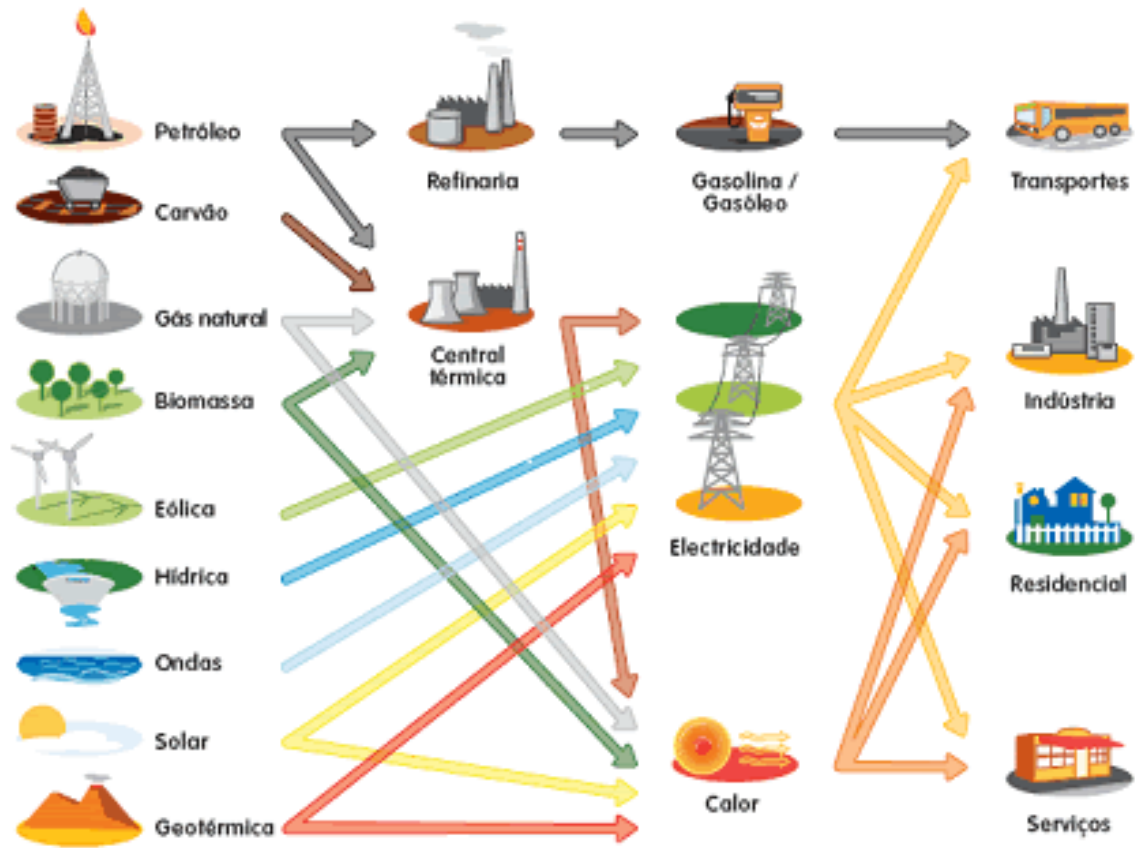 Petróleo
Carvão
Gás natural
Biomassa
Eólica
Hídrica
Ondas
Solar
Geotérmica
Refinaria
Central
térmica
Gasolina /
Gasóleo
Electricidade
Calor
Transportes
Indústria
Residencial
Serviços